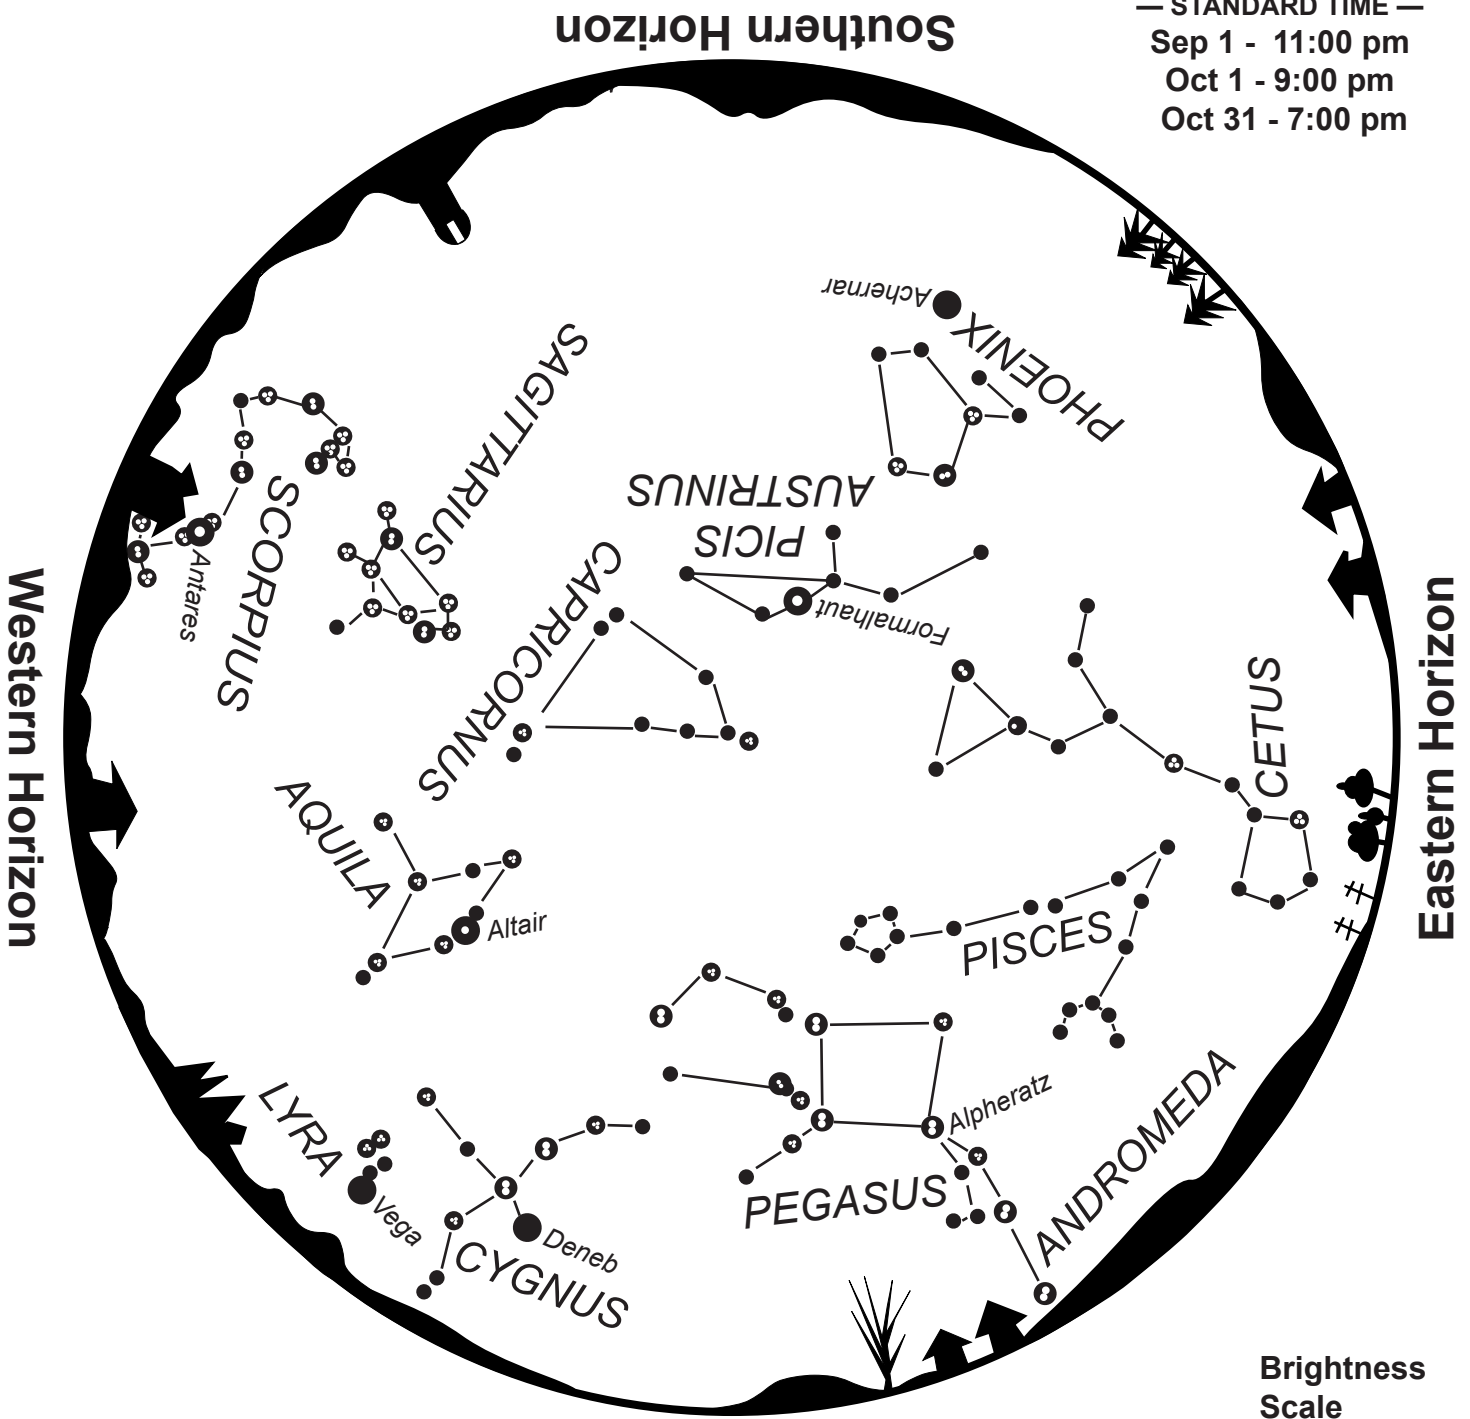 Southern Horizon
— STANDARD TIME —
Sep 1 - 11:00 pm
Oct 1 - 9:00 pm
Oct 31 - 7:00 pm
Achernar
PHOENIX
SAGITTARIUS
AUSTRINUS
PICIS
Formalhaut
SCORPIUS
Antares
CAPRICORNUS
CETUS
Western Horizon
Eastern Horizon
AQUILA
Altair
PISCES
LYRA
Vega
Alpheratz
ANDROMEDA
PEGASUS
Deneb
CYGNUS
Brightness
Scale